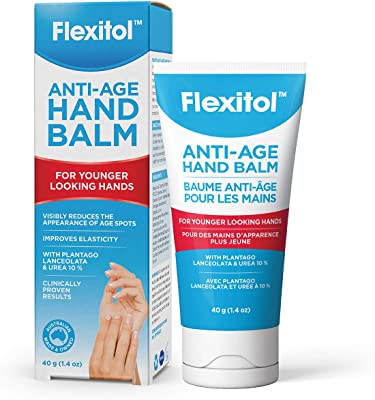 Flexitol™
ANTI-AGE
HAND
BALM
FOR YOUNGER
LOOKING HANDS
VISIBLY REDUCES THE
APPEARANCE OF AGE SPOTS
IMPROVES ELASTICITY
WITH PLANTAGO
LANCEOLATA
& UREA 10 %
CLINICALLY
PROVEN
RESULTS
AUSTRALIAN
MADE & OWNED
40 g (1.4 oz)
Flexitol™
ANTI-AGE
HAND BALM
BAUME ANTI-ÂGE
POUR LES MAINS
FOR YOUNGER LOOKING HANDS
POUR DES MAINS D'APPARENCE
PLUS JEUNE
WITH PLANTAGO
LANCEOLATA & UREA 10 %
AVEC PLANTAGO
LANCEOLATA ET URÉE À 10 %
40 g (1.4 oz)